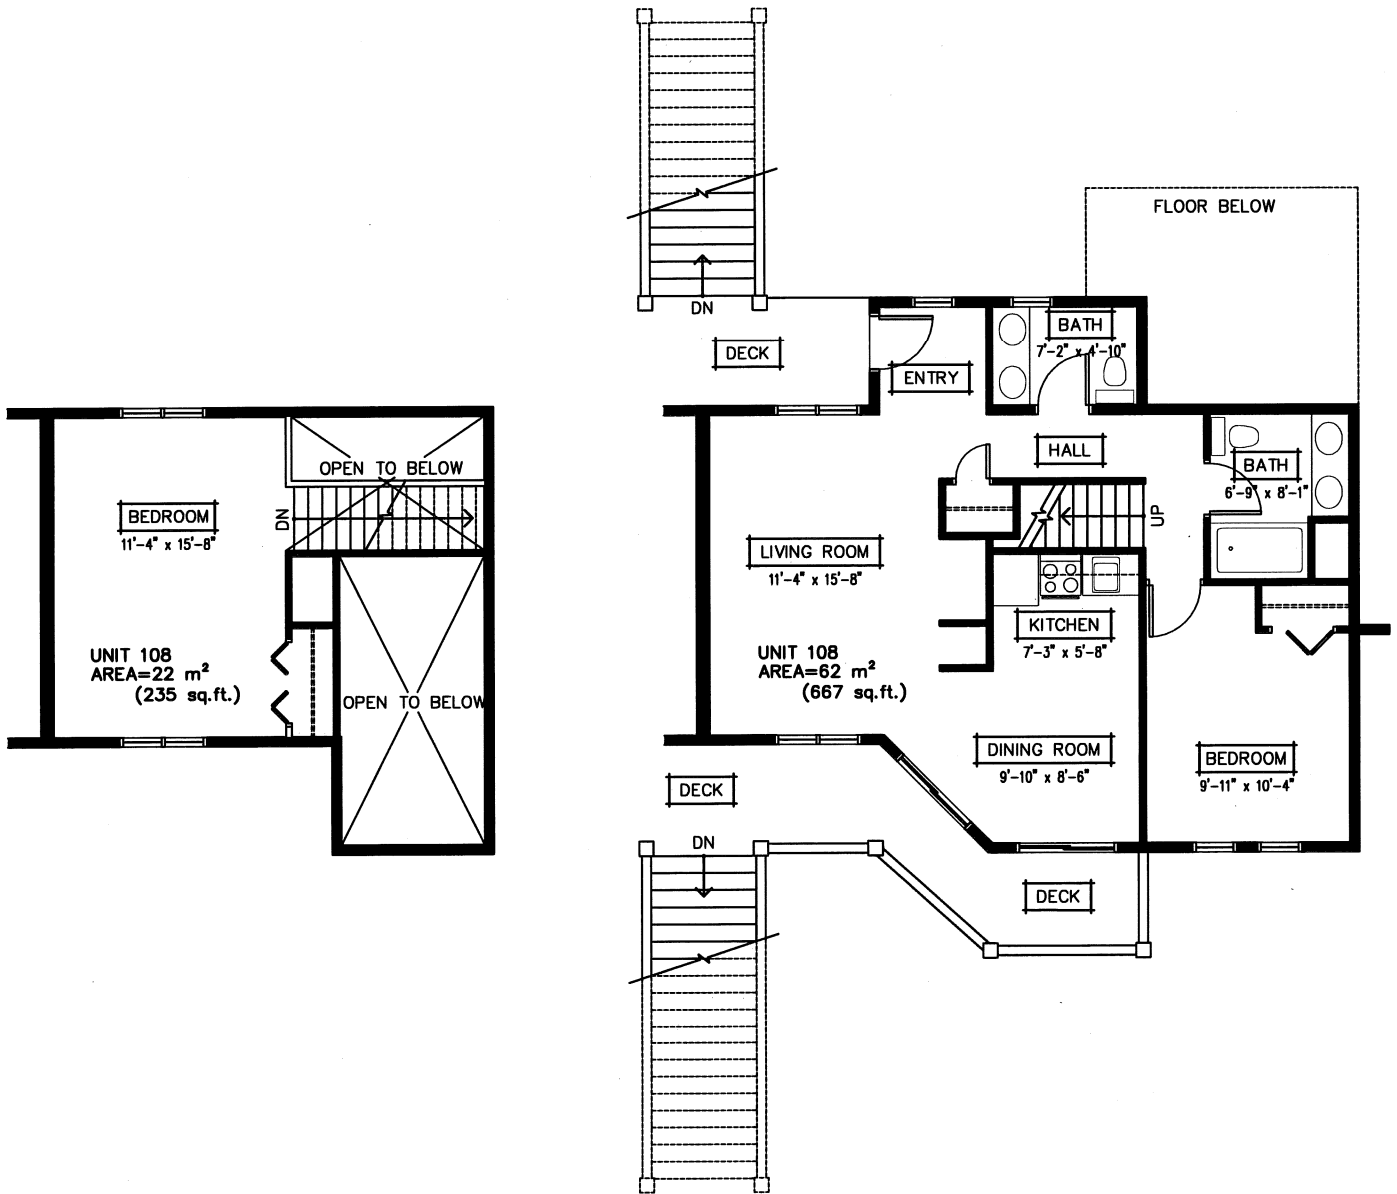 OPEN TO BELOW
BEDROOM
11'-4" x 15'-8"
DN
UNIT 108
AREA=22 m²
(235 sq.ft.)
OPEN TO BELOW
FLOOR BELOW
DN
DECK
ENTRY
BATH
7'-2" x 4'-10"
HALL
BATH
6'-9" x 8'-1"
UP
LIVING ROOM
11'-4" x 15'-8"
KITCHEN
7'-3" x 5'-8"
UNIT 108
AREA=62 m²
(667 sq.ft.)
DINING ROOM
9'-10" x 8'-6"
BEDROOM
9'-11" x 10'-4"
DECK
DN
DECK